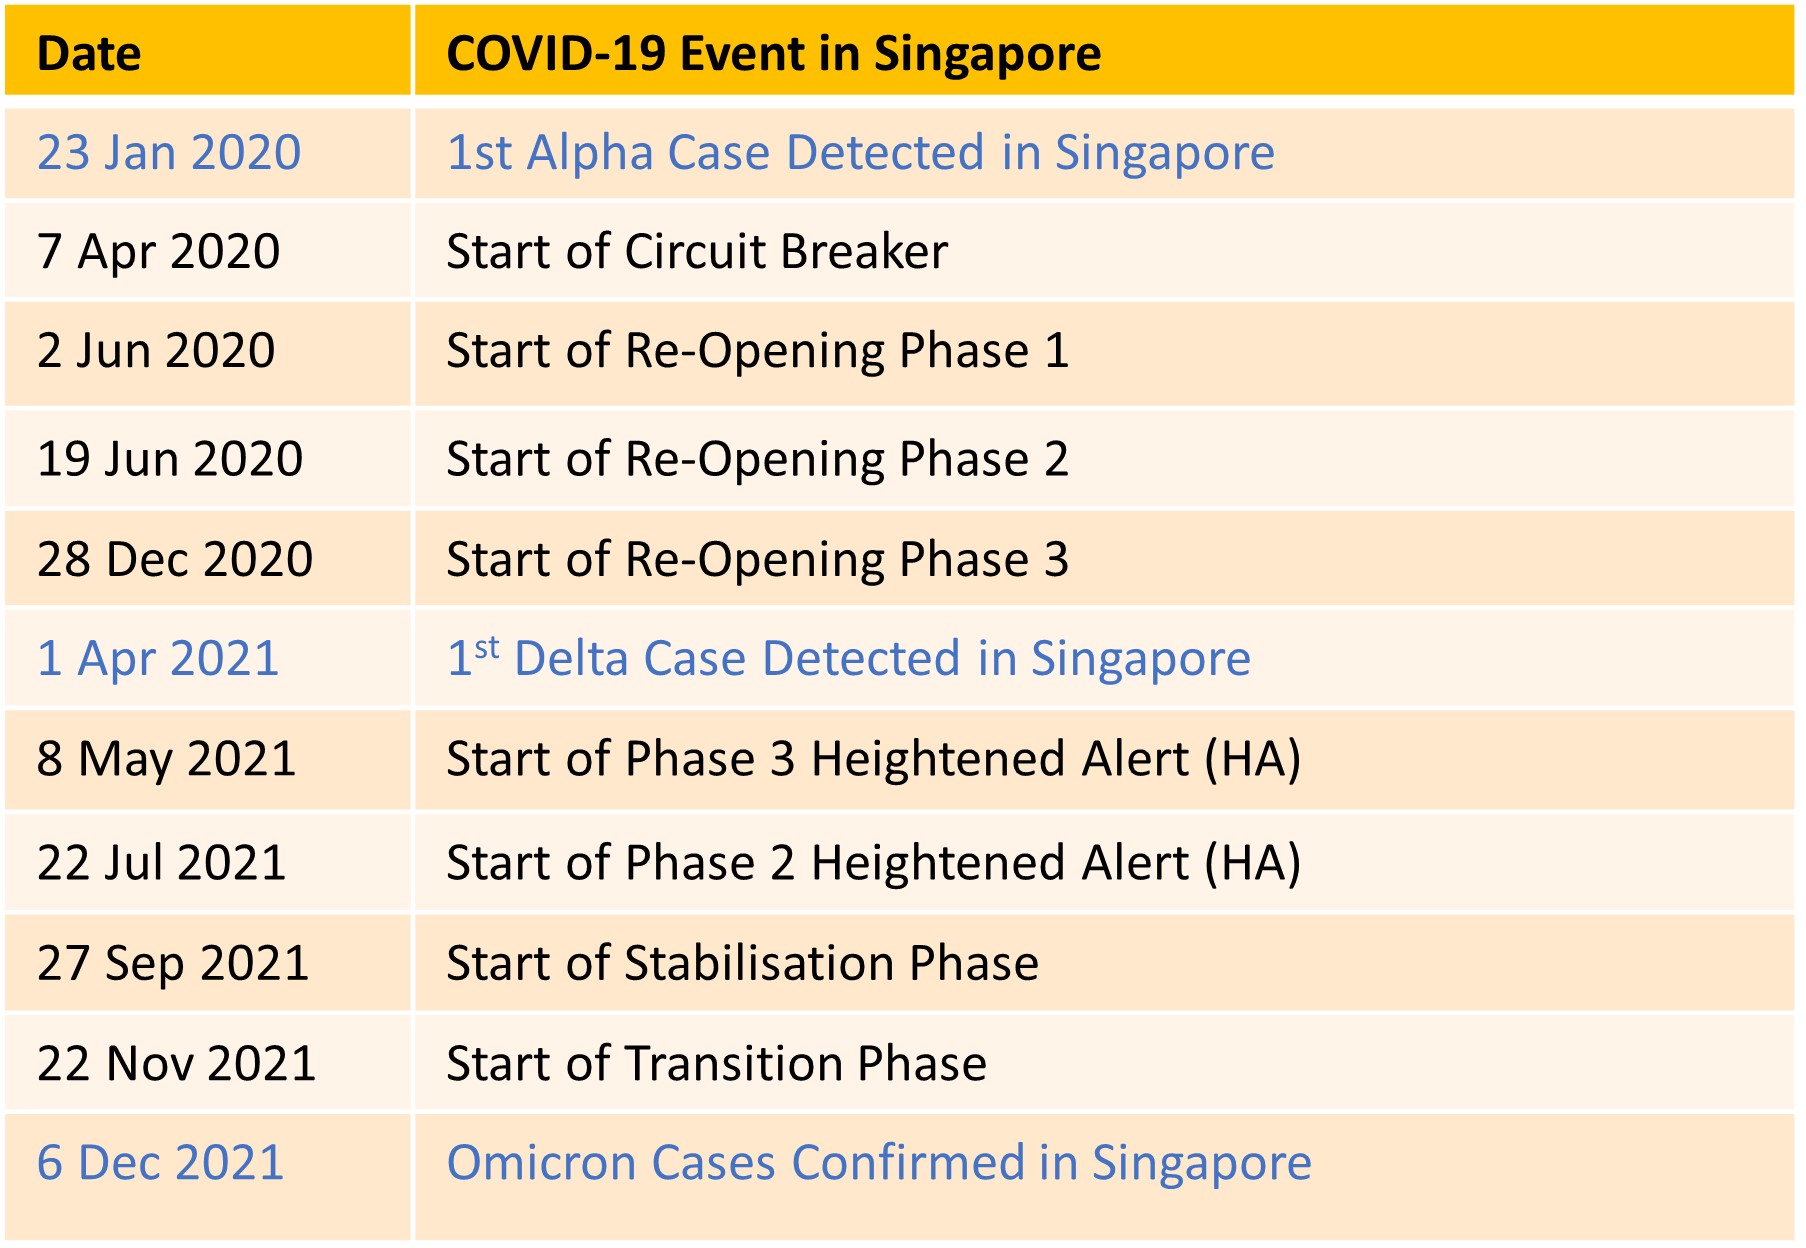 Date COVID-19 Event in Singapore
23 Jan 2020 1st Alpha Case Detected in Singapore
7 Apr 2020 Start of Circuit Breaker
2 Jun 2020 Start of Re-Opening Phase 1
19 Jun 2020 Start of Re-Opening Phase 2
28 Dec 2020 Start of Re-Opening Phase 3
1 Apr 2021 1st Delta Case Detected in Singapore
8 May 2021 Start of Phase 3 Heightened Alert (HA)
22 Jul 2021 Start of Phase 2 Heightened Alert (HA)
27 Sep 2021 Start of Stabilisation Phase
22 Nov 2021 Start of Transition Phase
6 Dec 2021 Omicron Cases Confirmed in Singapore